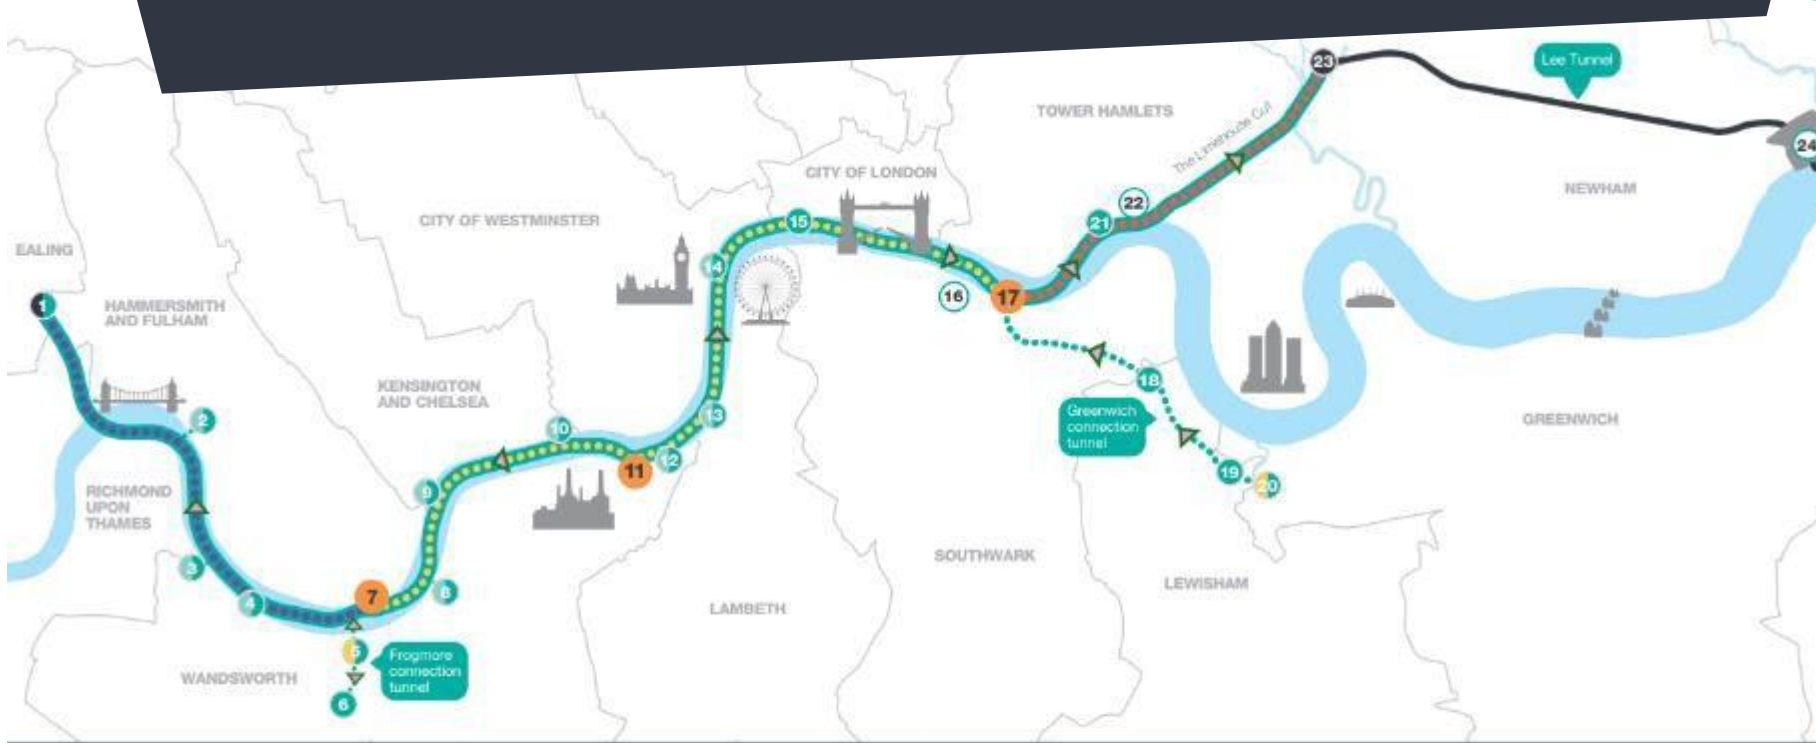 23
Lee Tunnel
TOWER HAMLETS
The Limehouse Cut
24
CITY OF LONDON
NEWHAM
22
CITY OF WESTMINSTER
15
21
EALING
14
16
17
1
HAMMERSMITH
AND FULHAM
18
KENSINGTON
AND CHELSEA
Greenwich
connection
tunnel
GREENWICH
2
10
13
12
11
19
20
9
RICHMOND
UPON
THAMES
SOUTHWARK
3
LEWISHAM
4
7
8
LAMBETH
5
Frogmore
connection
tunnel
WANDSWORTH
6